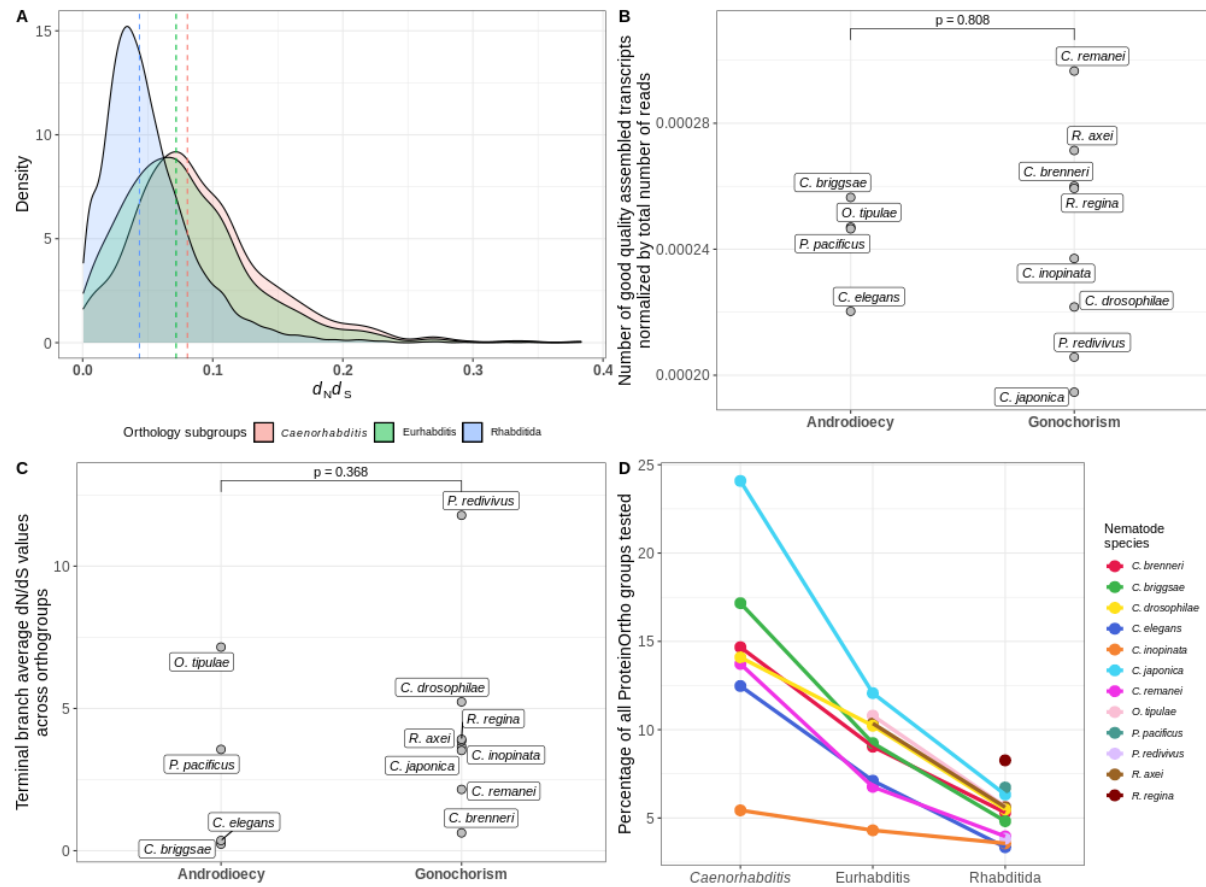 A
Density
15
10
5
0
0.0
0.1
0.2
0.3
0.4
dNdS
Orthology subgroups
Caenorhabditis
Eurhabditis
Rhabditida
B
Number of good quality assembled transcripts
normalized by total number of reads
0.00028
0.00024
0.00020
p = 0.808
C. remanei
R. axei
C. brenneri
C. briggsae
R. regina
O. tipulae
P. pacificus
C. inopinata
C. elegans
C. drosophilae
P. redivivus
C. japonica
Androdioecy
Gonochorism
C
Terminal branch average dN/dS values
across orthogroups
10
5
0
p = 0.368
P. redivivus
O. tipulae
C. drosophilae
R. regina
R. axei
P. pacificus
C. inopinata
C. japonica
C. remanei
C. elegans
C. brenneri
C. briggsae
Androdioecy
Gonochorism
D
Percentage of all ProteinOrtho groups tested
25
20
15
10
5
Caenorhabditis
Eurhabditis
Rhabditida
Nematode
species
C. brenneri
C. briggsae
C. drosophilae
C. elegans
C. inopinata
C. japonica
C. remanei
O. tipulae
P. pacificus
P. redivivus
R. axei
R. regina